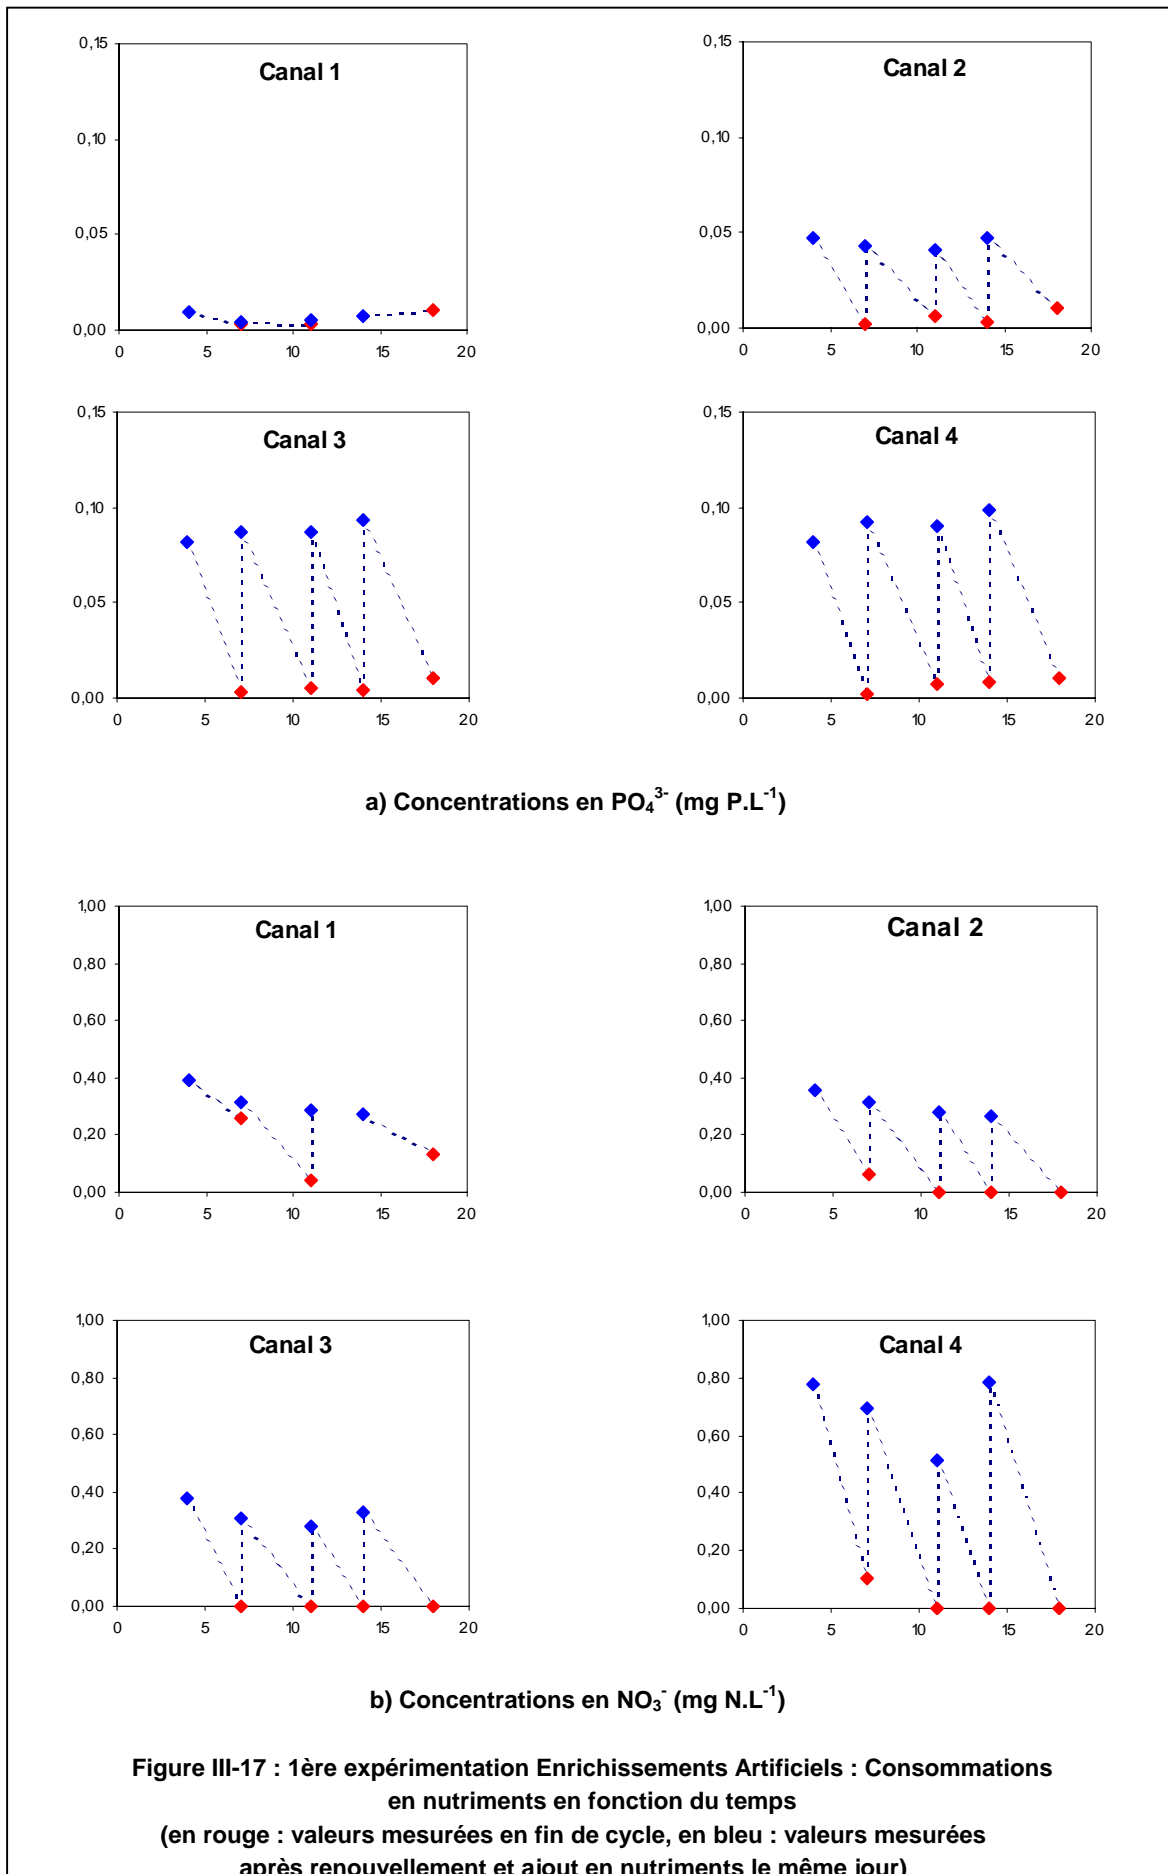 Canal 1
0,15
0,10
0,05
0,00
0 5 10 15 20
Canal 2
0,15
0,10
0,05
0,00
0 5 10 15 20
Canal 3
0,15
0,10
0,05
0,00
0 5 10 15 20
Canal 4
0,15
0,10
0,05
0,00
0 5 10 15 20
a) Concentrations en PO₄³⁻ (mg P.L⁻¹)
Canal 1
1,00
0,80
0,60
0,40
0,20
0,00
0 5 10 15 20
Canal 2
1,00
0,80
0,60
0,40
0,20
0,00
0 5 10 15 20
Canal 3
1,00
0,80
0,60
0,40
0,20
0,00
0 5 10 15 20
Canal 4
1,00
0,80
0,60
0,40
0,20
0,00
0 5 10 15 20
b) Concentrations en NO₃⁻ (mg N.L⁻¹)
Figure III-17 : 1ère expérimentation Enrichissements Artificiels : Consommations
en nutriments en fonction du temps
(en rouge : valeurs mesurées en fin de cycle, en bleu : valeurs mesurées
après renouvellement et ajout en nutriments le même jour)